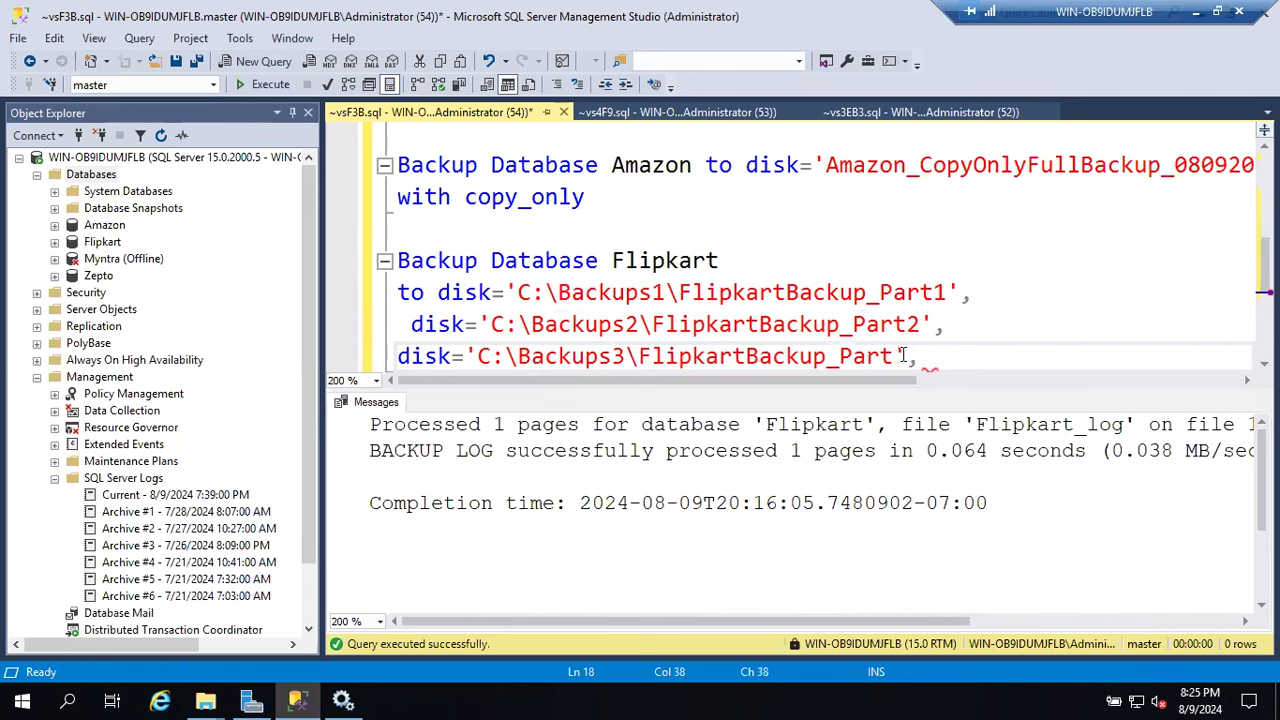 ~vsF3B.sql - WIN-OB9IDUMJFLB.master (WIN-OB9IDUMJFLB\Administrator (54))* - Microsoft SQL Server Management Studio (Administrator)
WIN-OB9IDUMJFLB
File Edit View Query Project Tools Window Help
New Query
master
Execute
Object Explorer
~vsF3B.sql - WIN-O...Administrator (54))*
~vs4F9.sql - WIN-O...Administrator (53))
~vs3EB3.sql - WIN-...Administrator (52))
Connect
WIN-OB9IDUMJFLB (SQL Server 15.0.2000.5 - WIN-C
Databases
System Databases
Database Snapshots
Amazon
Flipkart
Myntra (Offline)
Zepto
Security
Server Objects
Replication
PolyBase
Always On High Availability
Management
Policy Management
Data Collection
Resource Governor
Extended Events
Maintenance Plans
SQL Server Logs
Current - 8/9/2024 7:39:00 PM
Archive #1 - 7/28/2024 8:07:00 AM
Archive #2 - 7/27/2024 10:27:00 AM
Archive #3 - 7/26/2024 8:09:00 PM
Archive #4 - 7/21/2024 10:41:00 AM
Archive #5 - 7/21/2024 7:32:00 AM
Archive #6 - 7/21/2024 7:03:00 AM
Database Mail
Distributed Transaction Coordinator
Backup Database Amazon to disk='Amazon_CopyOnlyFullBackup_080920
with copy_only
Backup Database Flipkart
to disk='C:\Backups1\FlipkartBackup_Part1',
disk='C:\Backups2\FlipkartBackup_Part2',
disk='C:\Backups3\FlipkartBackup_Part',
200 %
Messages
Processed 1 pages for database 'Flipkart', file 'Flipkart_log' on file 1
BACKUP LOG successfully processed 1 pages in 0.064 seconds (0.038 MB/sec
Completion time: 2024-08-09T20:16:05.7480902-07:00
200 %
Query executed successfully.
WIN-OB9IDUMJFLB (15.0 RTM)
WIN-OB9IDUMJFLB\Admini...
master
00:00:00
0 rows
Ready
Ln 18
Col 38
Ch 38
INS
8:25 PM
8/9/2024